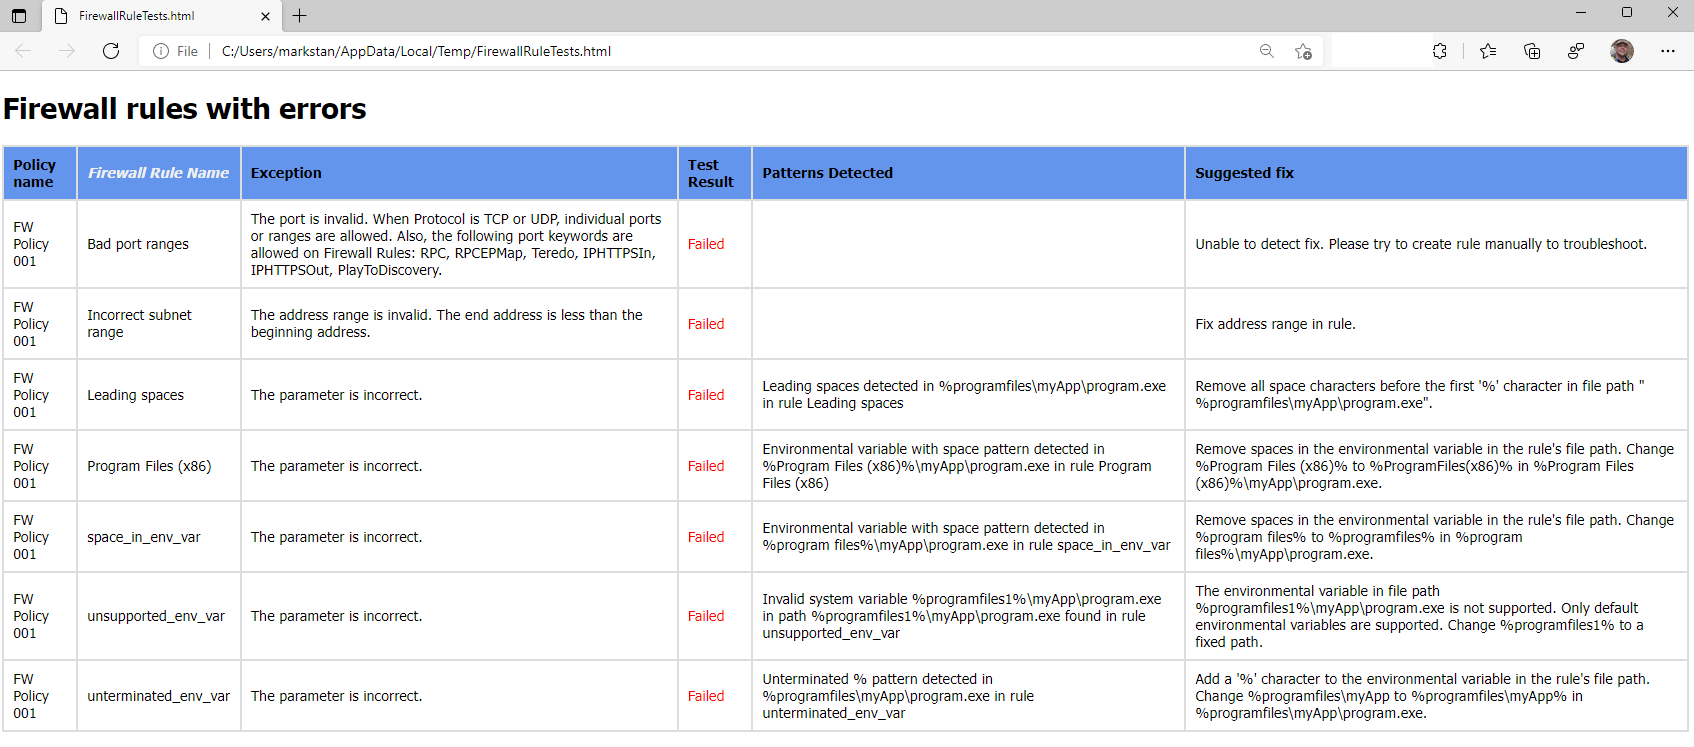 FirewallRuleTests.html
File
C:/Users/markstan/AppData/Local/Temp/FirewallRuleTests.html
Firewall rules with errors
Policy
name
Firewall Rule Name
Exception
Test
Result
Patterns Detected
Suggested fix
FW
Policy
001
Bad port ranges
The port is invalid. When Protocol is TCP or UDP, individual ports
or ranges are allowed. Also, the following port keywords are
allowed on Firewall Rules: RPC, RPCEPMap, Teredo, IPHTTPSIn,
IPHTTPSOut, PlayToDiscovery.
Failed
Unable to detect fix. Please try to create rule manually to troubleshoot.
FW
Policy
001
Incorrect subnet
range
The address range is invalid. The end address is less than the
beginning address.
Failed
Fix address range in rule.
FW
Policy
001
Leading spaces
The parameter is incorrect.
Failed
Leading spaces detected in %programfiles\myApp\program.exe
in rule Leading spaces
Remove all space characters before the first '%' character in file path "
%programfiles\myApp\program.exe".
FW
Policy
001
Program Files (x86)
The parameter is incorrect.
Failed
Environmental variable with space pattern detected in
%Program Files (x86)%\myApp\program.exe in rule Program
Files (x86)
Remove spaces in the environmental variable in the rule's file path. Change
%Program Files (x86)% to %ProgramFiles(x86)% in %Program Files
(x86)%\myApp\program.exe.
FW
Policy
001
space_in_env_var
The parameter is incorrect.
Failed
Environmental variable with space pattern detected in
%program files%\myApp\program.exe in rule space_in_env_var
Remove spaces in the environmental variable in the rule's file path. Change
%program files% to %programfiles% in %program
files%\myApp\program.exe.
FW
Policy
001
unsupported_env_var
The parameter is incorrect.
Failed
Invalid system variable %programfiles1%\myApp\program.exe
in path %programfiles1%\myApp\program.exe found in rule
unsupported_env_var
The environmental variable in file path
%programfiles1%\myApp\program.exe is not supported. Only default
environmental variables are supported. Change %programfiles1% to a
fixed path.
FW
Policy
001
unterminated_env_var
The parameter is incorrect.
Failed
Unterminated % pattern detected in
%programfiles\myApp\program.exe in rule
unterminated_env_var
Add a '%' character to the environmental variable in the rule's file path.
Change %programfiles\myApp to %programfiles\myApp% in
%programfiles\myApp\program.exe.